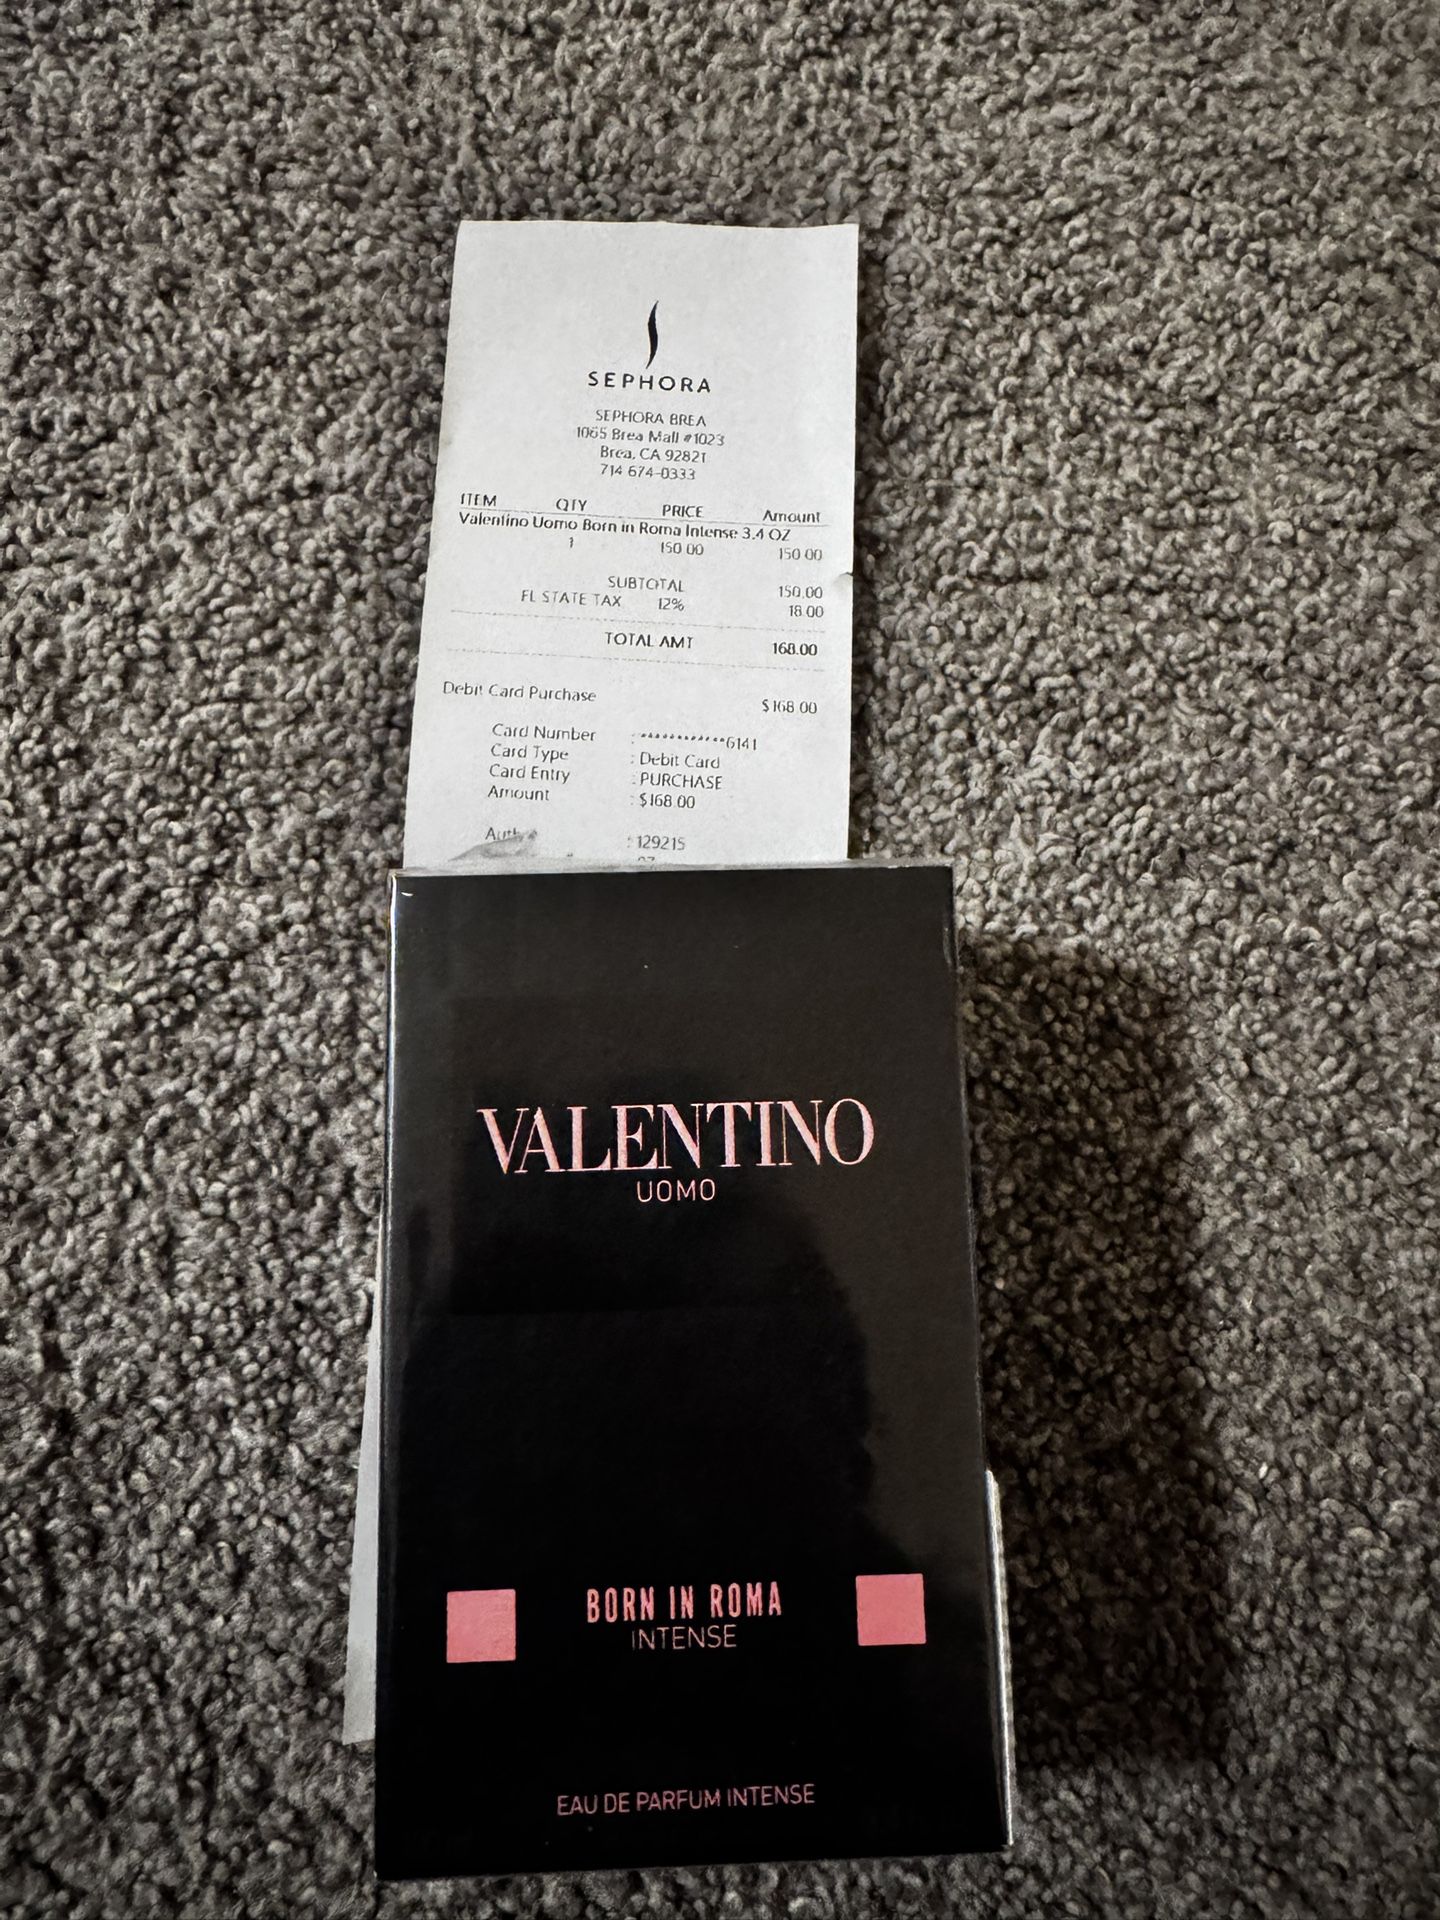 SEPHORA
SEPHORA BREA
1065 Brea Mall #1023
Brea, CA 92821
714 674-0333
ITEM QTY PRICE Amount
Valentino Uomo Born in Roma Intense 3.4 OZ
1 150.00 150.00
SUBTOTAL 150.00
FL STATE TAX 12% 18.00
TOTAL AMT 168.00
Debit Card Purchase $168.00
Card Number : ************6141
Card Type : Debit Card
Card Entry : PURCHASE
Amount : $168.00
: 129215
VALENTINO
UOMO
BORN IN ROMA
INTENSE
EAU DE PARFUM INTENSE